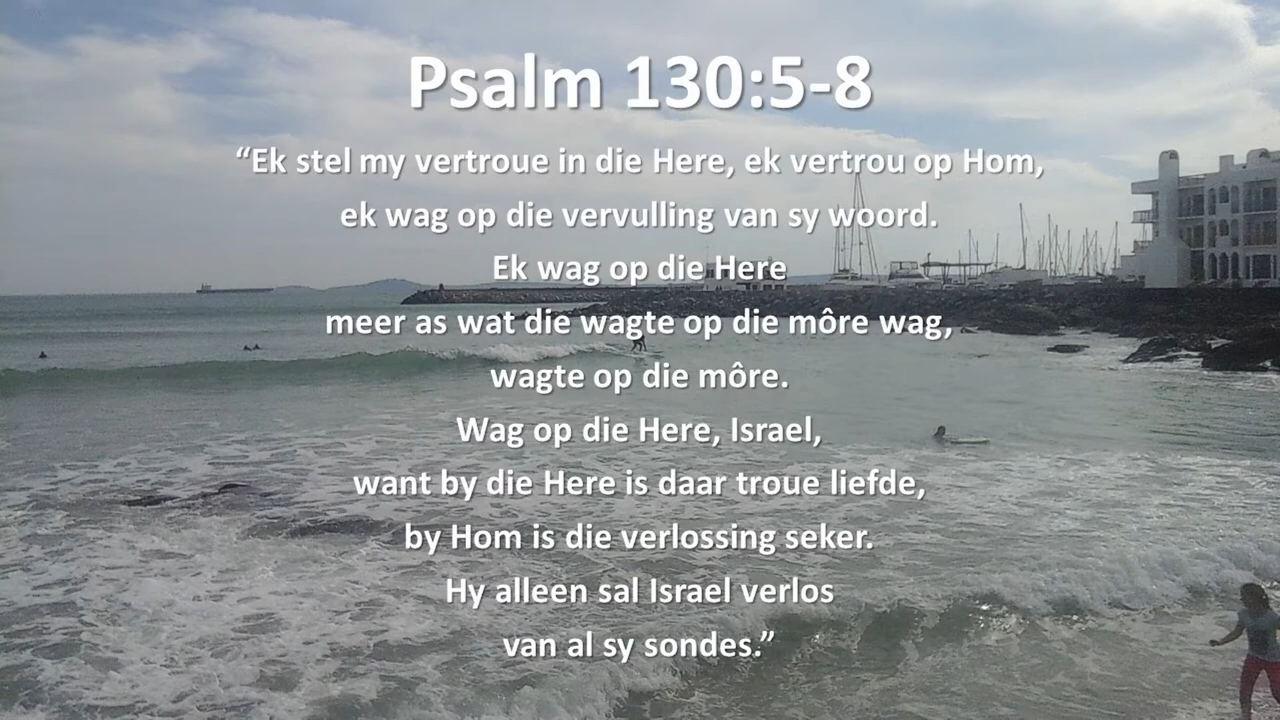 Psalm 130:5-8
“Ek stel my vertroue in die Here, ek vertrou op Hom,
ek wag op die vervulling van sy woord.
Ek wag op die Here
meer as wat die wagte op die môre wag,
wagte op die môre.
Wag op die Here, Israel,
want by die Here is daar troue liefde,
by Hom is die verlossing seker.
Hy alleen sal Israel verlos
van al sy sondes.”